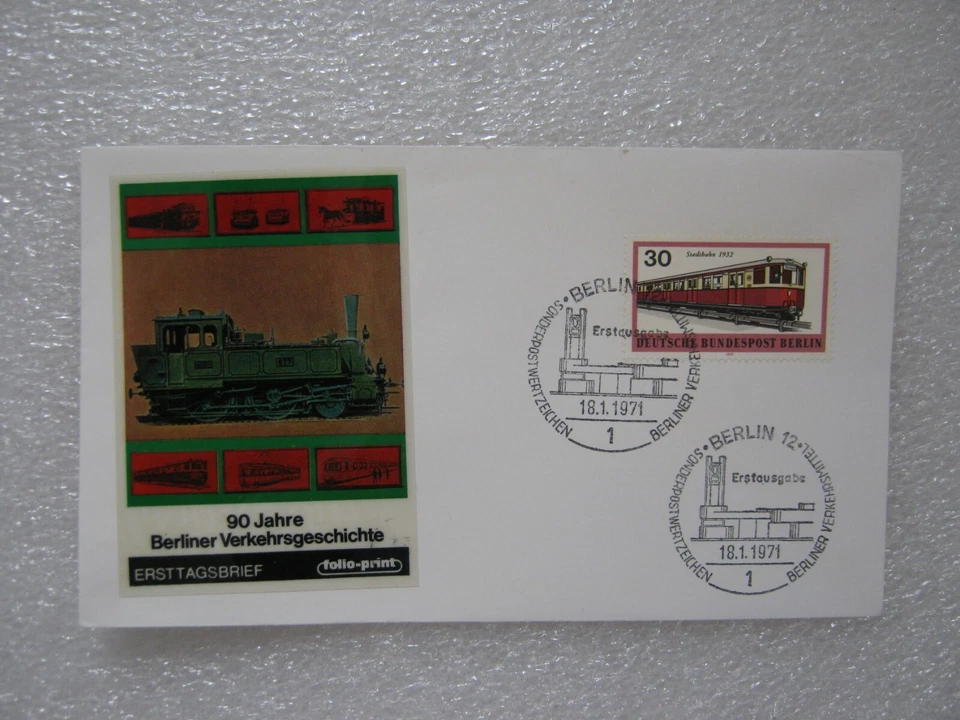 90 Jahre
Berliner Verkehrsgeschichte
ERSTTAGSBRIEF
folio-print
30
Stadtbahn 1932
DEUTSCHE BUNDESPOST BERLIN
BERLIN
SONDERPOSTWERTZEICHEN
BERLINER VERKEHRSMITTEL
Erstausgabe
18.1.1971
1
BERLIN 12
SONDERPOSTWERTZEICHEN
BERLINER VERKEHRSMITTEL
Erstausgabe
18.1.1971
1